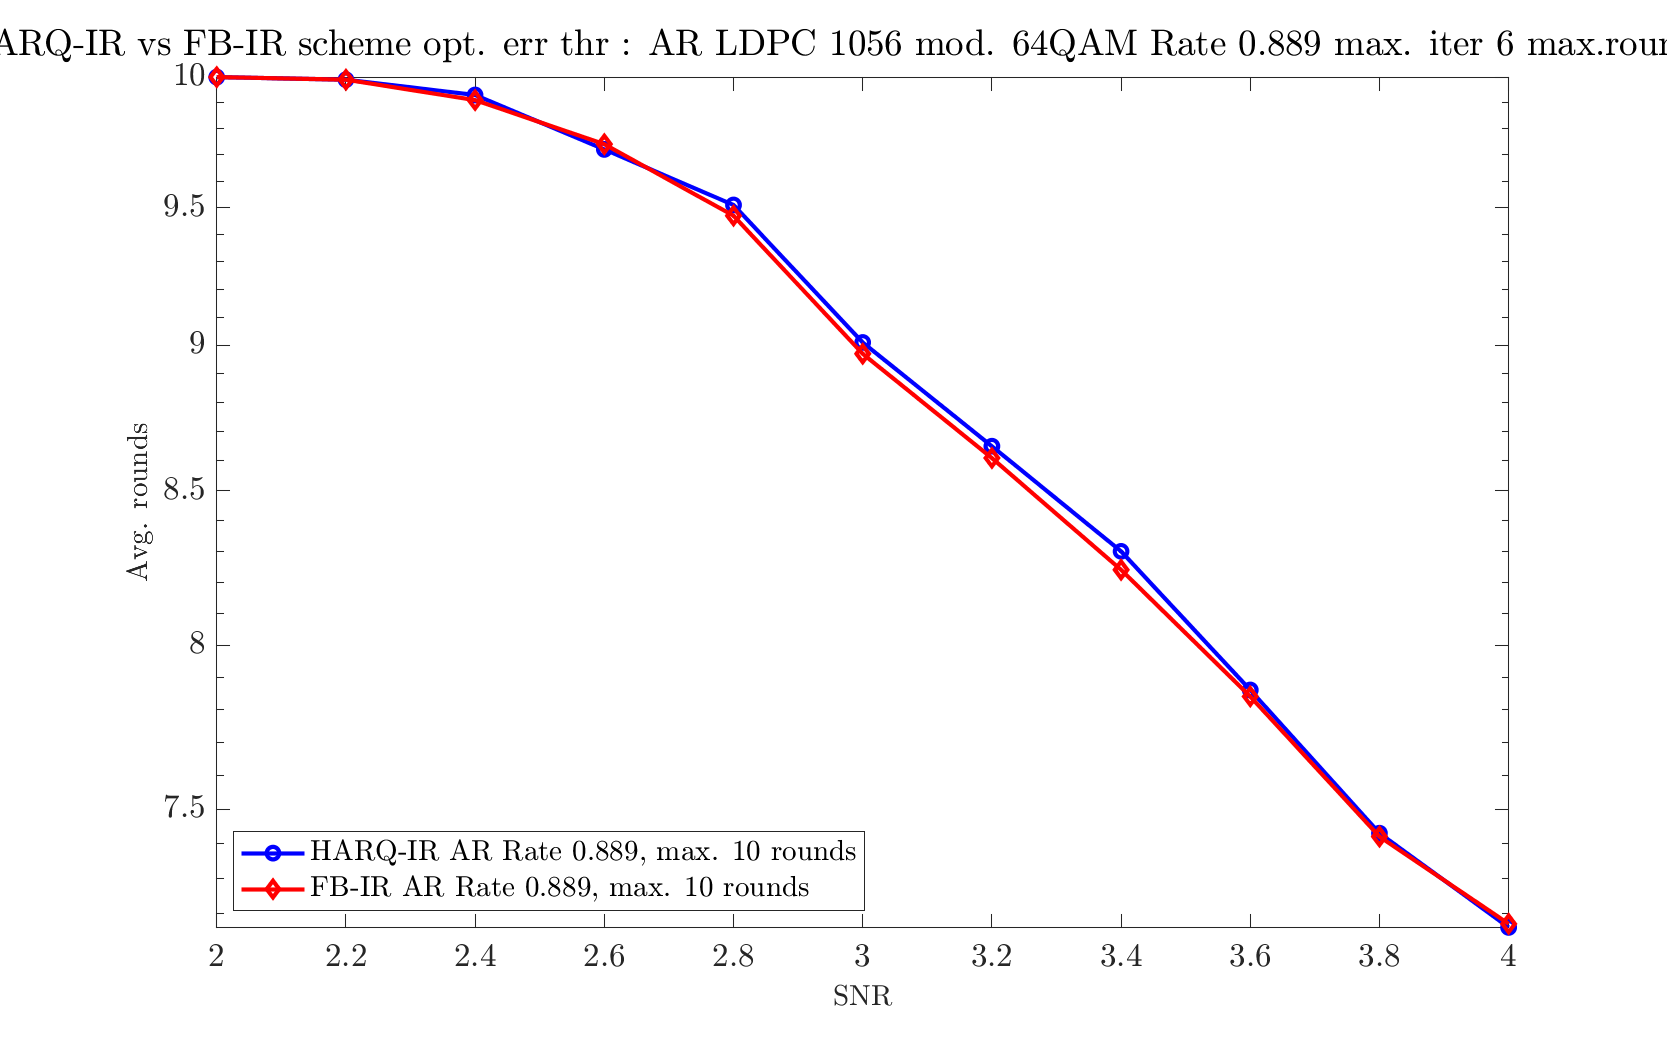 ARQ-IR vs FB-IR scheme opt. err thr : AR LDPC 1056 mod. 64QAM Rate 0.889 max. iter 6 max.roun
10
9.5
9
8.5
8
7.5
Avg. rounds
HARQ-IR AR Rate 0.889, max. 10 rounds
FB-IR AR Rate 0.889, max. 10 rounds
2 2.2 2.4 2.6 2.8 3 3.2 3.4 3.6 3.8 4
SNR